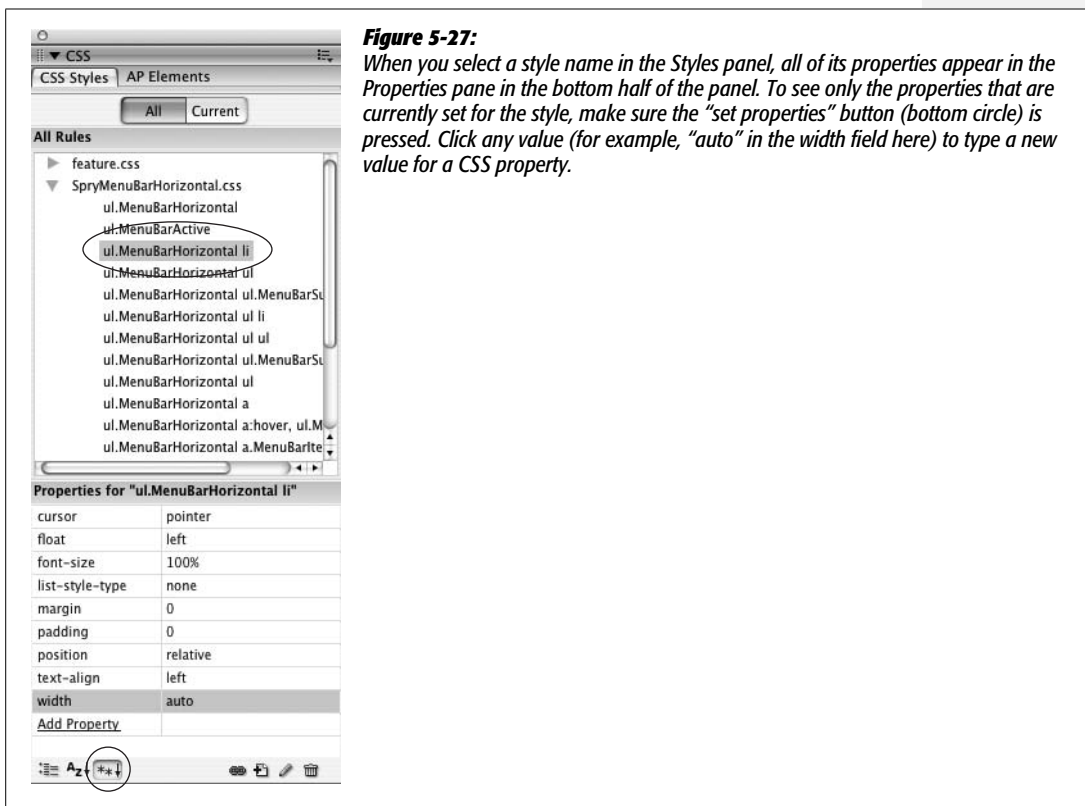 CSS
CSS Styles AP Elements
All Current
All Rules
feature.css
SpryMenuBarHorizontal.css
ul.MenuBarHorizontal
ul.MenuBarActive
ul.MenuBarHorizontal li
ul.MenuBarHorizontal ul
ul.MenuBarHorizontal ul.MenuBarSu
ul.MenuBarHorizontal ul li
ul.MenuBarHorizontal ul ul
ul.MenuBarHorizontal ul.MenuBarSu
ul.MenuBarHorizontal ul
ul.MenuBarHorizontal a
ul.MenuBarHorizontal a:hover, ul.M
ul.MenuBarHorizontal a.MenuBarIte
Properties for "ul.MenuBarHorizontal li"
cursor pointer
float left
font-size 100%
list-style-type none
margin 0
padding 0
position relative
text-align left
width auto
Add Property
Az **
Figure 5-27:
When you select a style name in the Styles panel, all of its properties appear in the
Properties pane in the bottom half of the panel. To see only the properties that are
currently set for the style, make sure the “set properties” button (bottom circle) is
pressed. Click any value (for example, “auto” in the width field here) to type a new
value for a CSS property.